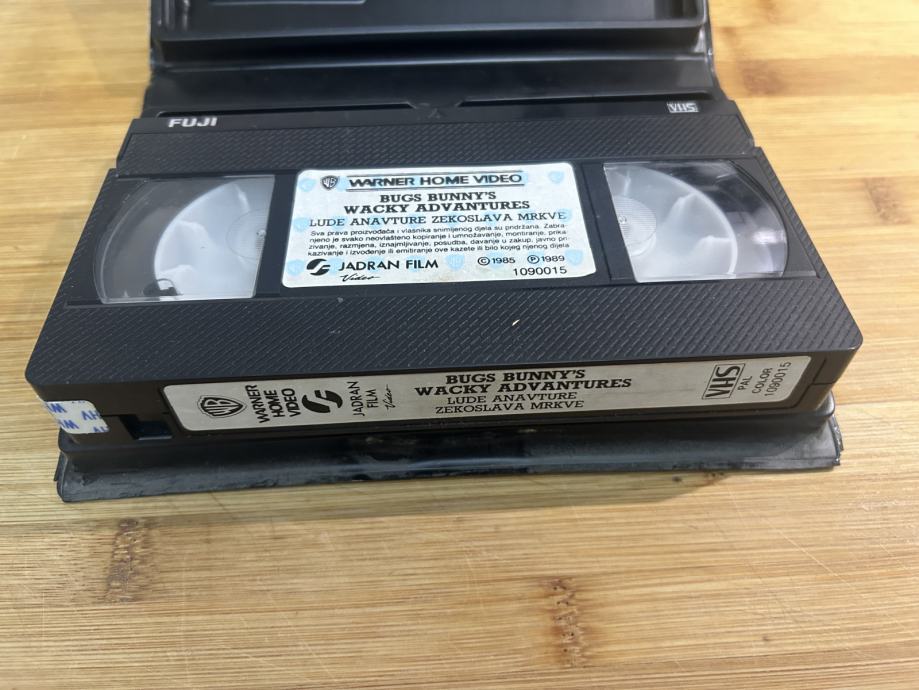 FUJI
VHS
WARNER HOME VIDEO
BUGS BUNNY'S
WACKY ADVANTURES
LUDE ANAVTURE ZEKOSLAVA MRKVE
Sva prava proizvođača i vlasnika snimljenog djela su pridržana. Zabra-
njeno je svako neovlašteno kopiranje i umnožavanje, montiranje, prika-
zivanje, razmjena, iznajmljivanje, posudba, davanje u zakup, javno pri-
kazivanje i izvođenje ili emitiranje ove kazete ili bilo kojeg njenog dijela
JADRAN FILM
Video
©1985 ℗1989
1090015
WARNER
HOME
VIDEO
JADRAN
FILM
Video
BUGS BUNNY'S
WACKY ADVANTURES
LUDE ANAVTURE
ZEKOSLAVA MRKVE
VHS
PAL
COLOR
1090015